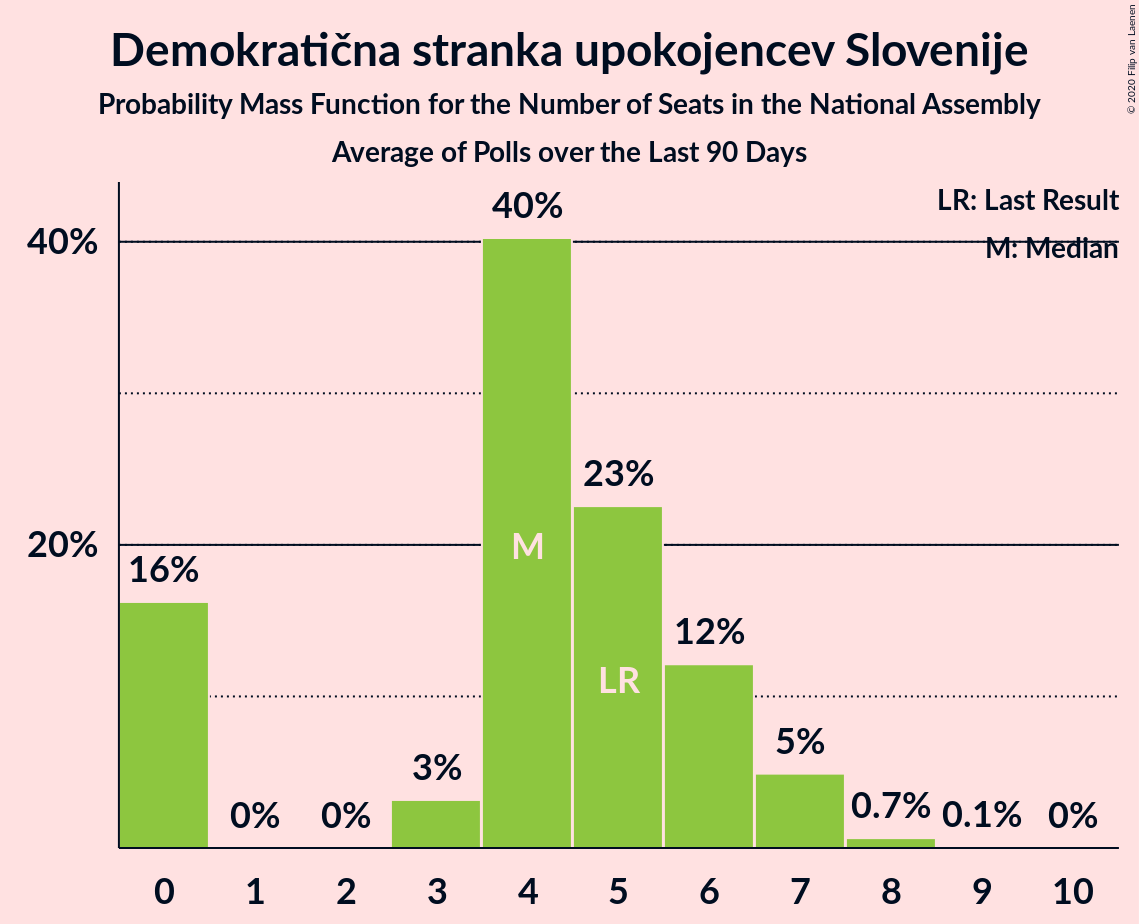 Demokratična stranka upokojencev Slovenije
Probability Mass Function for the Number of Seats in the National Assembly
Average of Polls over the Last 90 Days
© 2020 Filip van Laenen
LR: Last Result
M: Median
40%
20%
16%
0%
0%
3%
40%
23%
12%
5%
0.7%
0.1%
0%
M
LR
0 1 2 3 4 5 6 7 8 9 10